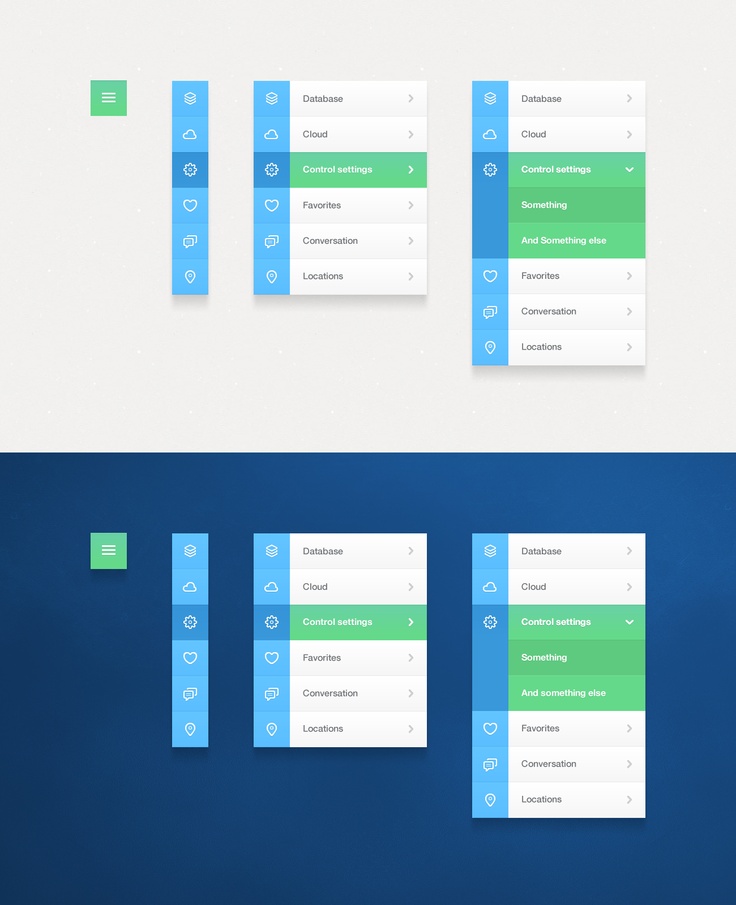 Database
Cloud
Control settings
Favorites
Conversation
Locations
Database
Cloud
Control settings
Something
And Something else
Favorites
Conversation
Locations
Database
Cloud
Control settings
Favorites
Conversation
Locations
Database
Cloud
Control settings
Something
And something else
Favorites
Conversation
Locations